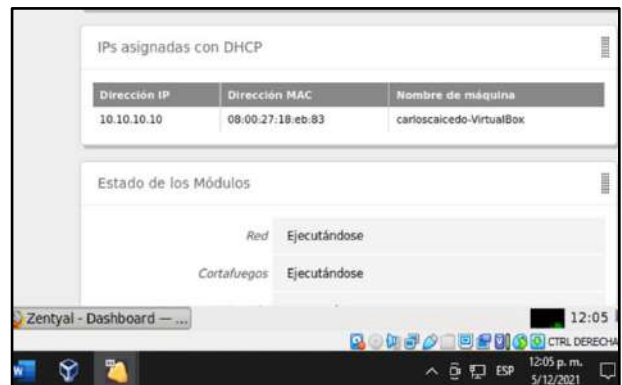 IPs asignadas con DHCP
Dirección IP Dirección MAC Nombre de máquina
10.10.10.10 08:00:27:18:eb:83 carloscaicedo-VirtualBox
Estado de los Módulos
Red Ejecutándose
Cortafuegos Ejecutándose
Zentyal - Dashboard — ... 12:05
CTRL DERECHA
ESP 12:05 p. m.
5/12/2021